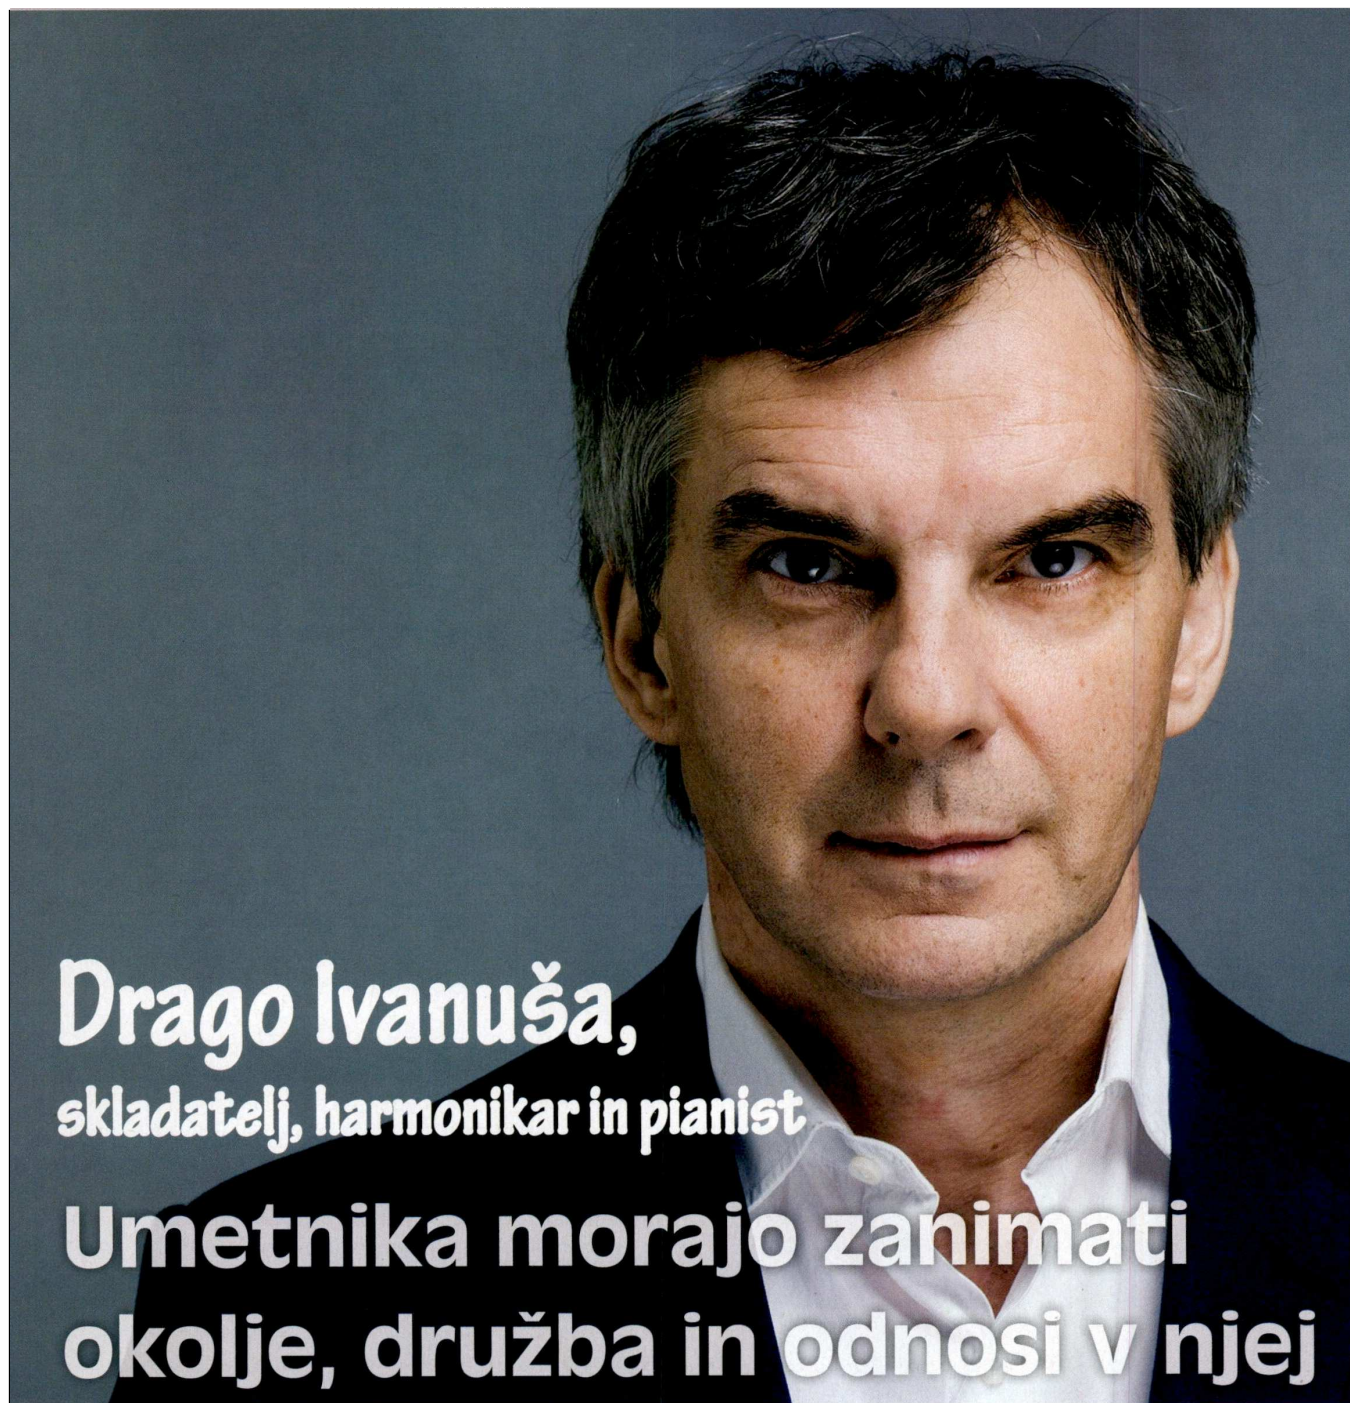 Drago Ivanuša,
skladatelj, harmonikar in pianist
Umetnika morajo zanimati
okolje, družba in odnosi v njej